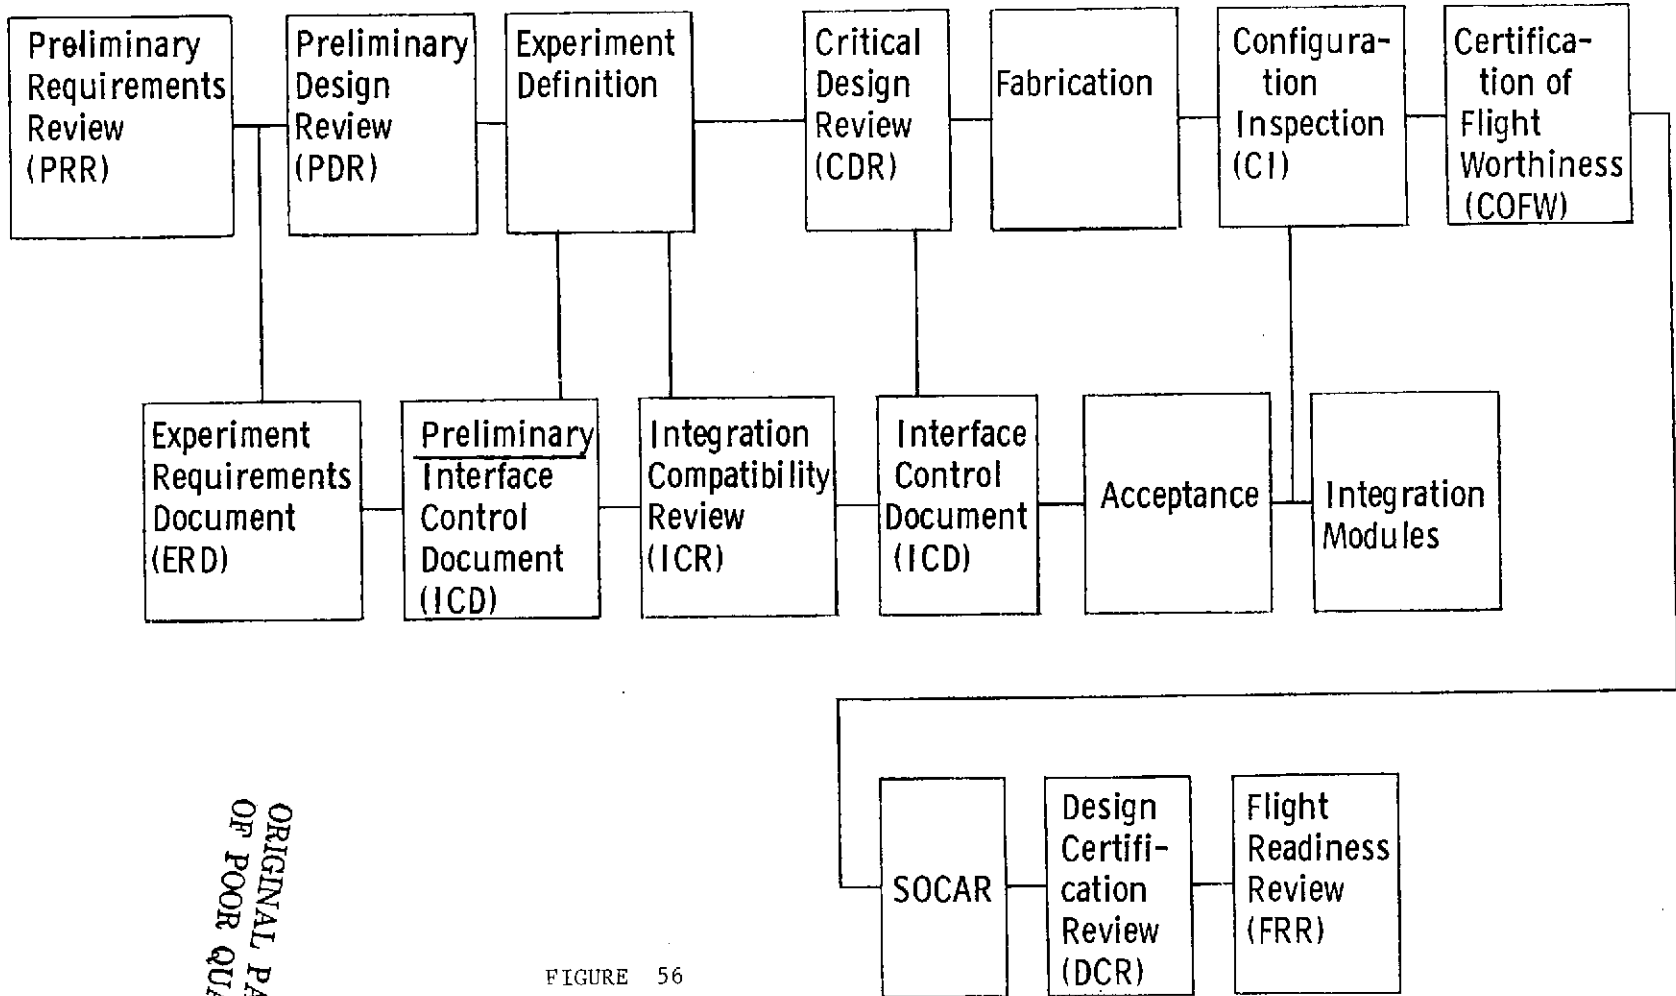 Preliminary
Requirements
Review
(PRR)
Preliminary
Design
Review
(PDR)
Experiment
Definition
Critical
Design
Review
(CDR)
Fabrication
Configura-
tion
Inspection
(CI)
Certifica-
tion of
Flight
Worthiness
(COFW)
Experiment
Requirements
Document
(ERD)
Preliminary
Interface
Control
Document
(ICD)
Integration
Compatibility
Review
(ICR)
Interface
Control
Document
(ICD)
Acceptance
Integration
Modules
SOCAR
Design
Certifi-
cation
Review
(DCR)
Flight
Readiness
Review
(FRR)
ORIGINAL PA
OF POOR QUA
FIGURE 56